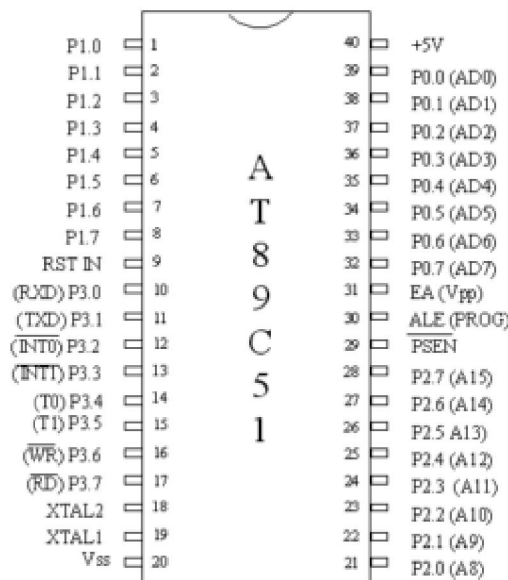 P1.0 1 40 +5V
P1.1 2 39 P0.0 (AD0)
P1.2 3 38 P0.1 (AD1)
P1.3 4 37 P0.2 (AD2)
P1.4 5 36 P0.3 (AD3)
P1.5 6 35 P0.4 (AD4)
P1.6 7 34 P0.5 (AD5)
P1.7 8 33 P0.6 (AD6)
RST IN 9 32 P0.7 (AD7)
(RXD) P3.0 10 31 EA (Vpp)
(TXD) P3.1 11 30 ALE (PROG)
(INT0) P3.2 12 29 PSEN
(INT1) P3.3 13 28 P2.7 (A15)
(T0) P3.4 14 27 P2.6 (A14)
(T1) P3.5 15 26 P2.5 A13)
(WR) P3.6 16 25 P2.4 (A12)
(RD) P3.7 17 24 P2.3 (A11)
XTAL2 18 23 P2.2 (A10)
XTAL1 19 22 P2.1 (A9)
Vss 20 21 P2.0 (A8)
AT89C51